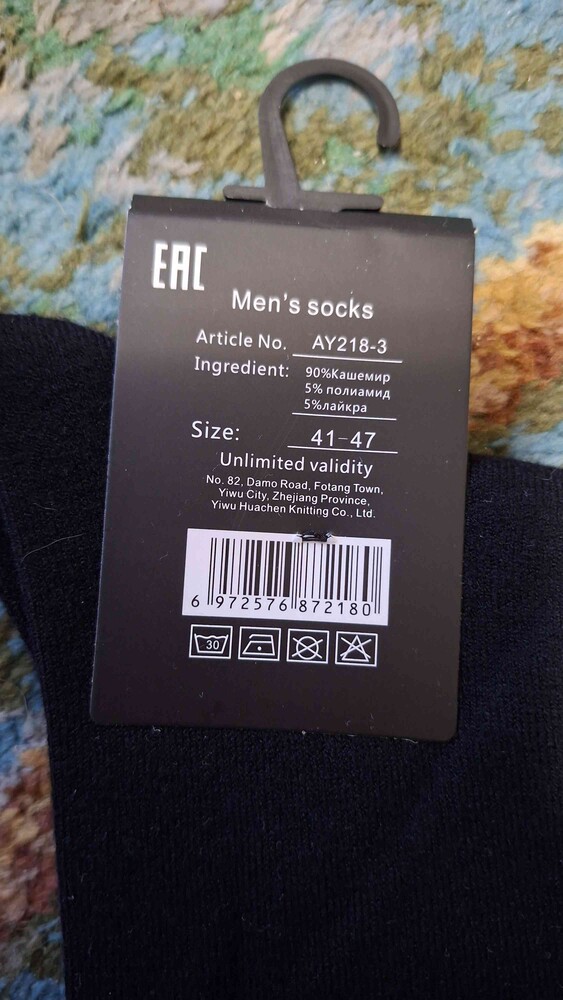 EAC
Men's socks
Article No. AY218-3
Ingredient: 90%Кашемир
5% полиамид
5%лайкра
Size: 41-47
Unlimited validity
No. 82, Damo Road, Fotang Town,
Yiwu City, Zhejiang Province,
Yiwu Huachen Knitting Co., Ltd.
6 972576 872180
30